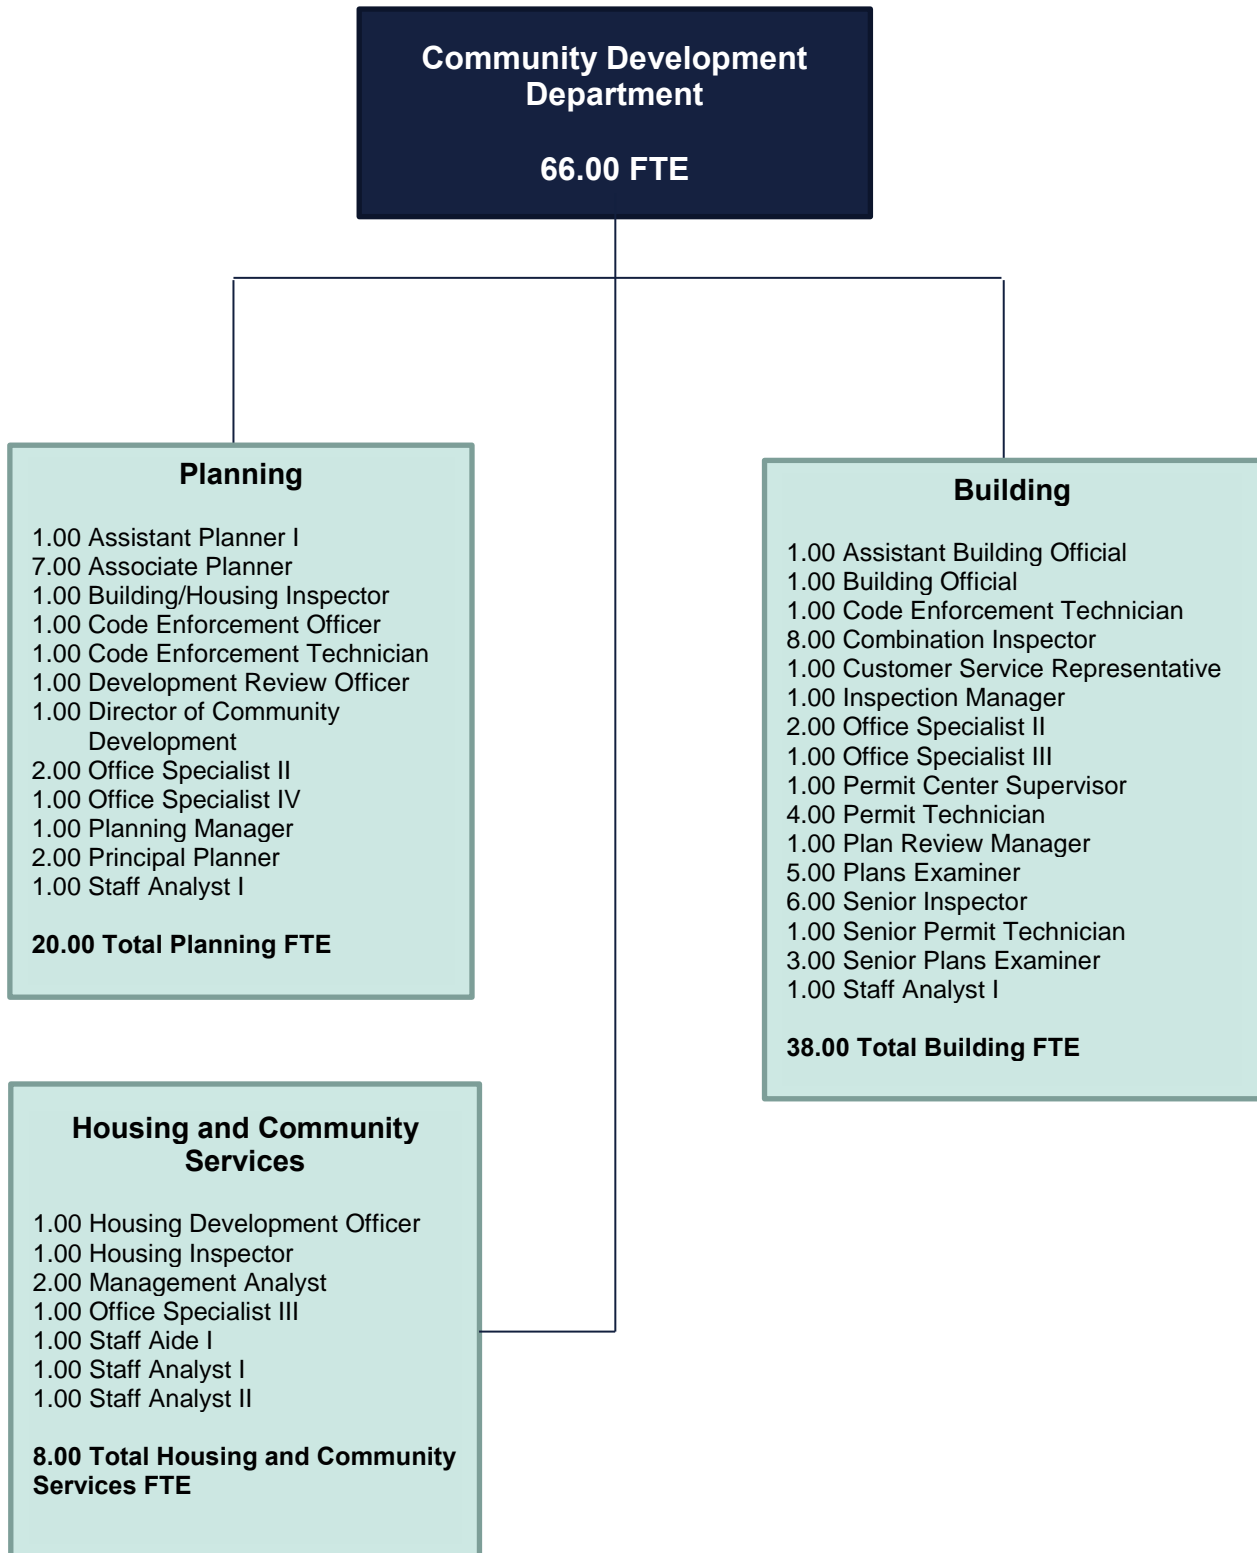 Community Development
Department
66.00 FTE
Planning
1.00 Assistant Planner I
7.00 Associate Planner
1.00 Building/Housing Inspector
1.00 Code Enforcement Officer
1.00 Code Enforcement Technician
1.00 Development Review Officer
1.00 Director of Community
Development
2.00 Office Specialist II
1.00 Office Specialist IV
1.00 Planning Manager
2.00 Principal Planner
1.00 Staff Analyst I
20.00 Total Planning FTE
Building
1.00 Assistant Building Official
1.00 Building Official
1.00 Code Enforcement Technician
8.00 Combination Inspector
1.00 Customer Service Representative
1.00 Inspection Manager
2.00 Office Specialist II
1.00 Office Specialist III
1.00 Permit Center Supervisor
4.00 Permit Technician
1.00 Plan Review Manager
5.00 Plans Examiner
6.00 Senior Inspector
1.00 Senior Permit Technician
3.00 Senior Plans Examiner
1.00 Staff Analyst I
38.00 Total Building FTE
Housing and Community
Services
1.00 Housing Development Officer
1.00 Housing Inspector
2.00 Management Analyst
1.00 Office Specialist III
1.00 Staff Aide I
1.00 Staff Analyst I
1.00 Staff Analyst II
8.00 Total Housing and Community
Services FTE